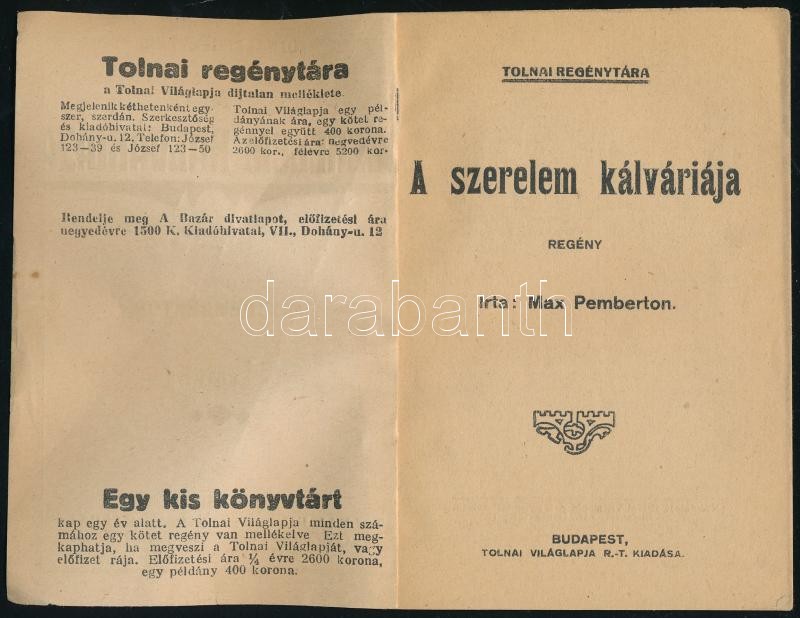 Tolnai regénytára
a Tolnai Világlapja dijtalan melléklete.
Megjelenik kéthetenként egy-
szer, szerdán. Szerkesztőség
és kiadóhivatal: Budapest,
Dohány-u. 12. Telefon: József
123—39 és József 123—50
Tolnai Világlapja egy pél-
dányának ára, egy kötet re-
génnyel együtt 400 korona.
Az előfizetési ára: negyedévre
2600 kor., félévre 5200 kor.
Rendelje meg A Bazár divatlapot, előfizetési ára
negyedévre 1500 K. Kiadóhivatal, VII., Dohány-u. 12
Egy kis könyvtárt
kap egy év alatt. A Tolnai Világlapja minden szá-
mához egy kötet regény van mellékelve Ezt meg-
kaphatja, ha megveszi a Tolnai Világlapját, vagy
előfizet rája. Előfizetési ára ¼ évre 2600 korona,
egy példány 400 korona.
TOLNAI REGÉNYTÁRA
A szerelem kálváriája
REGÉNY
Irta: Max Pemberton.
BUDAPEST,
TOLNAI VILÁGLAPJA R.-T. KIADÁSA.
darabanth